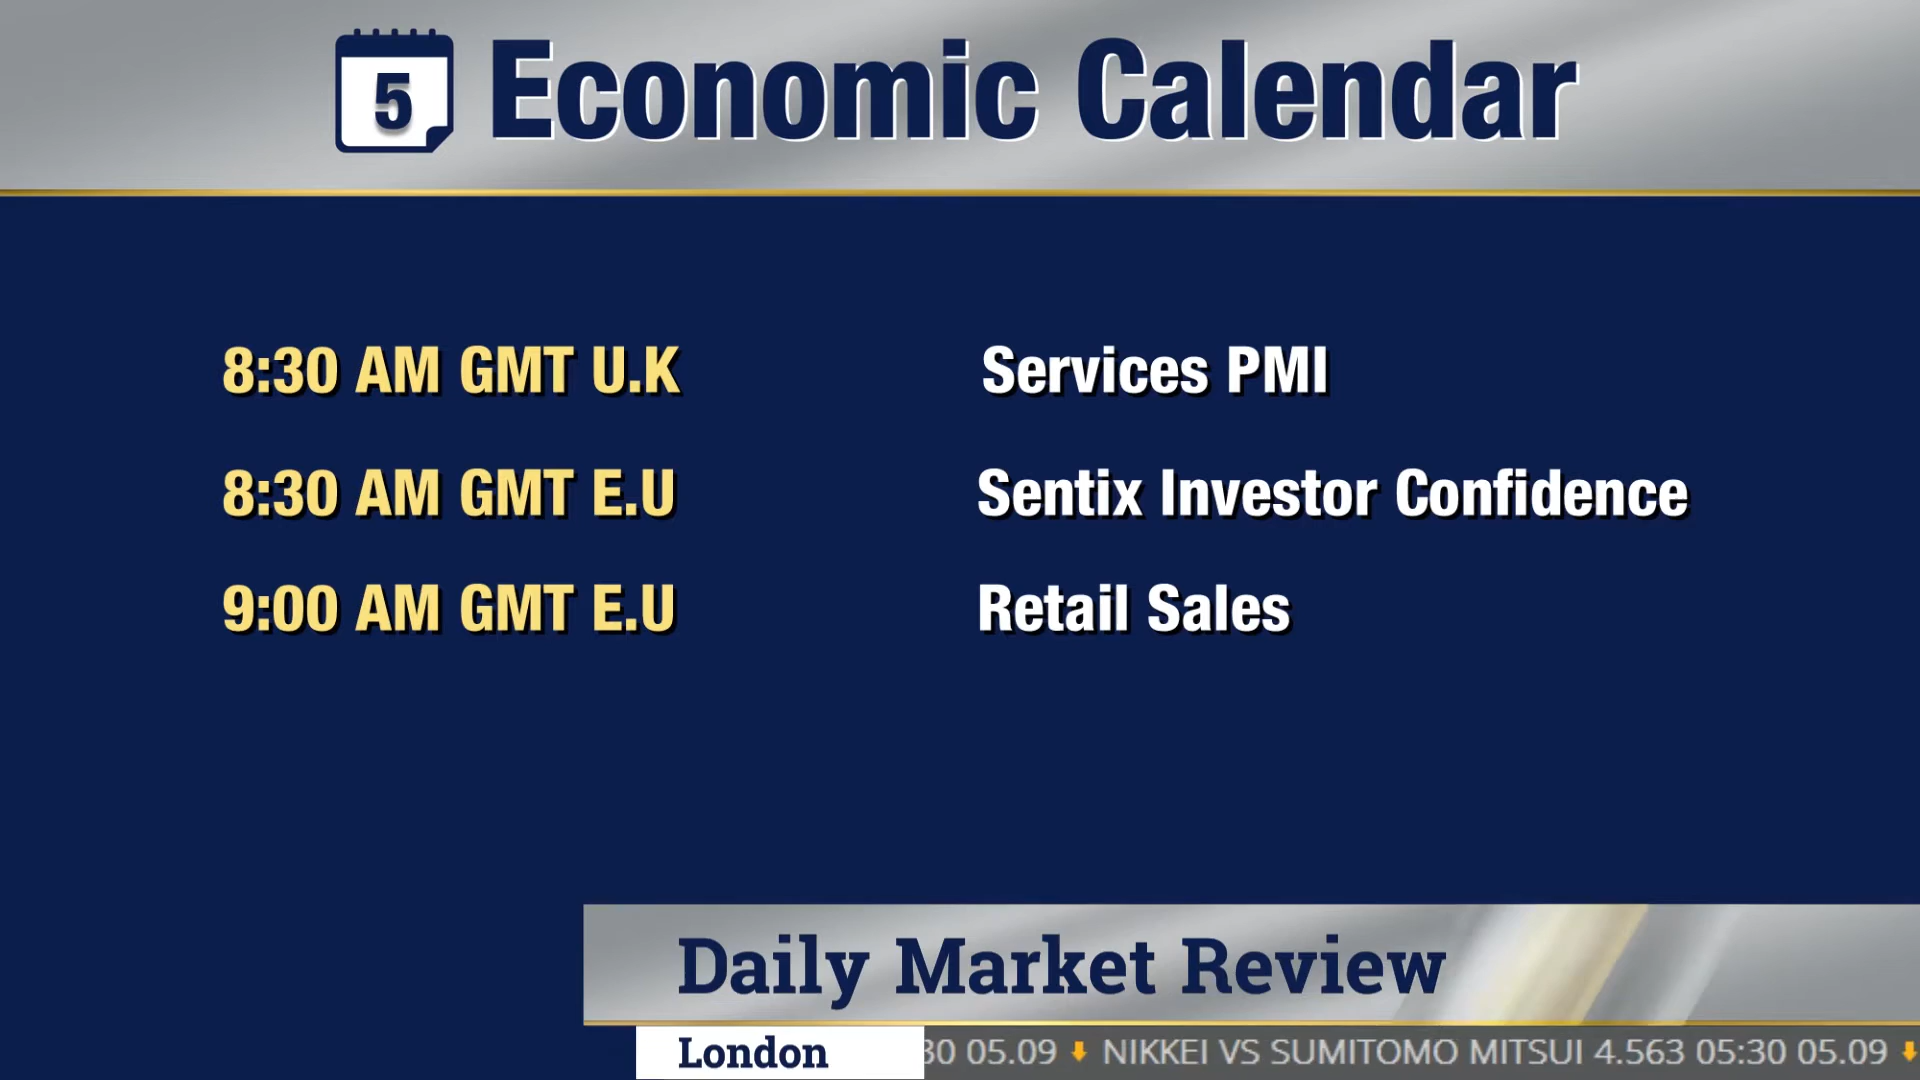 5 Economic Calendar
8:30 AM GMT U.K Services PMI
8:30 AM GMT E.U Sentix Investor Confidence
9:00 AM GMT E.U Retail Sales
Daily Market Review
London 30 05.09 NIKKEI VS SUMITOMO MITSUI 4.563 05:30 05.09